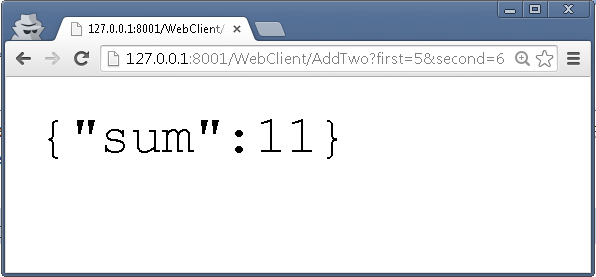 127.0.0.1:8001/WebClient/
127.0.0.1:8001/WebClient/AddTwo?first=5&second=6
{"sum":11}